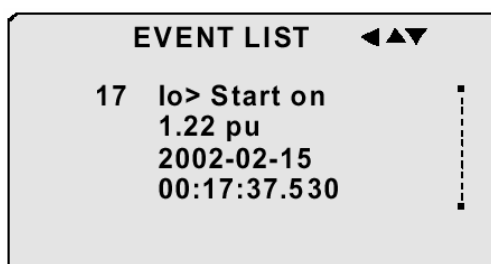 EVENT LIST ◀▲▼
17 Io> Start on
1.22 pu
2002-02-15
00:17:37.530